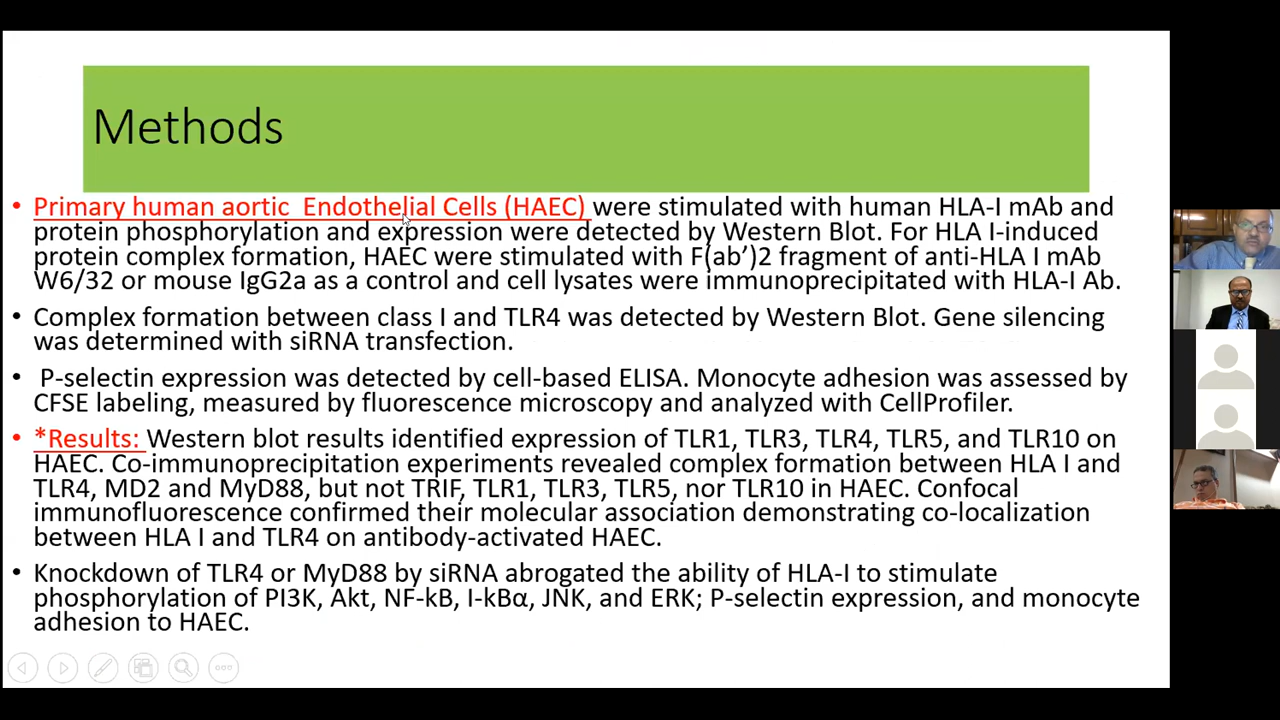 Methods
• Primary human aortic  Endothelial Cells (HAEC) were stimulated with human HLA-I mAb and
protein phosphorylation and expression were detected by Western Blot. For HLA I-induced
protein complex formation, HAEC were stimulated with F(ab’)2 fragment of anti-HLA I mAb
W6/32 or mouse IgG2a as a control and cell lysates were immunoprecipitated with HLA-I Ab.
• Complex formation between class I and TLR4 was detected by Western Blot. Gene silencing
was determined with siRNA transfection.
• P-selectin expression was detected by cell-based ELISA. Monocyte adhesion was assessed by
CFSE labeling, measured by fluorescence microscopy and analyzed with CellProfiler.
• *Results: Western blot results identified expression of TLR1, TLR3, TLR4, TLR5, and TLR10 on
HAEC. Co-immunoprecipitation experiments revealed complex formation between HLA I and
TLR4, MD2 and MyD88, but not TRIF, TLR1, TLR3, TLR5, nor TLR10 in HAEC. Confocal
immunofluorescence confirmed their molecular association demonstrating co-localization
between HLA I and TLR4 on antibody-activated HAEC.
• Knockdown of TLR4 or MyD88 by siRNA abrogated the ability of HLA-I to stimulate
phosphorylation of PI3K, Akt, NF-kB, I-kBα, JNK, and ERK; P-selectin expression, and monocyte
adhesion to HAEC.